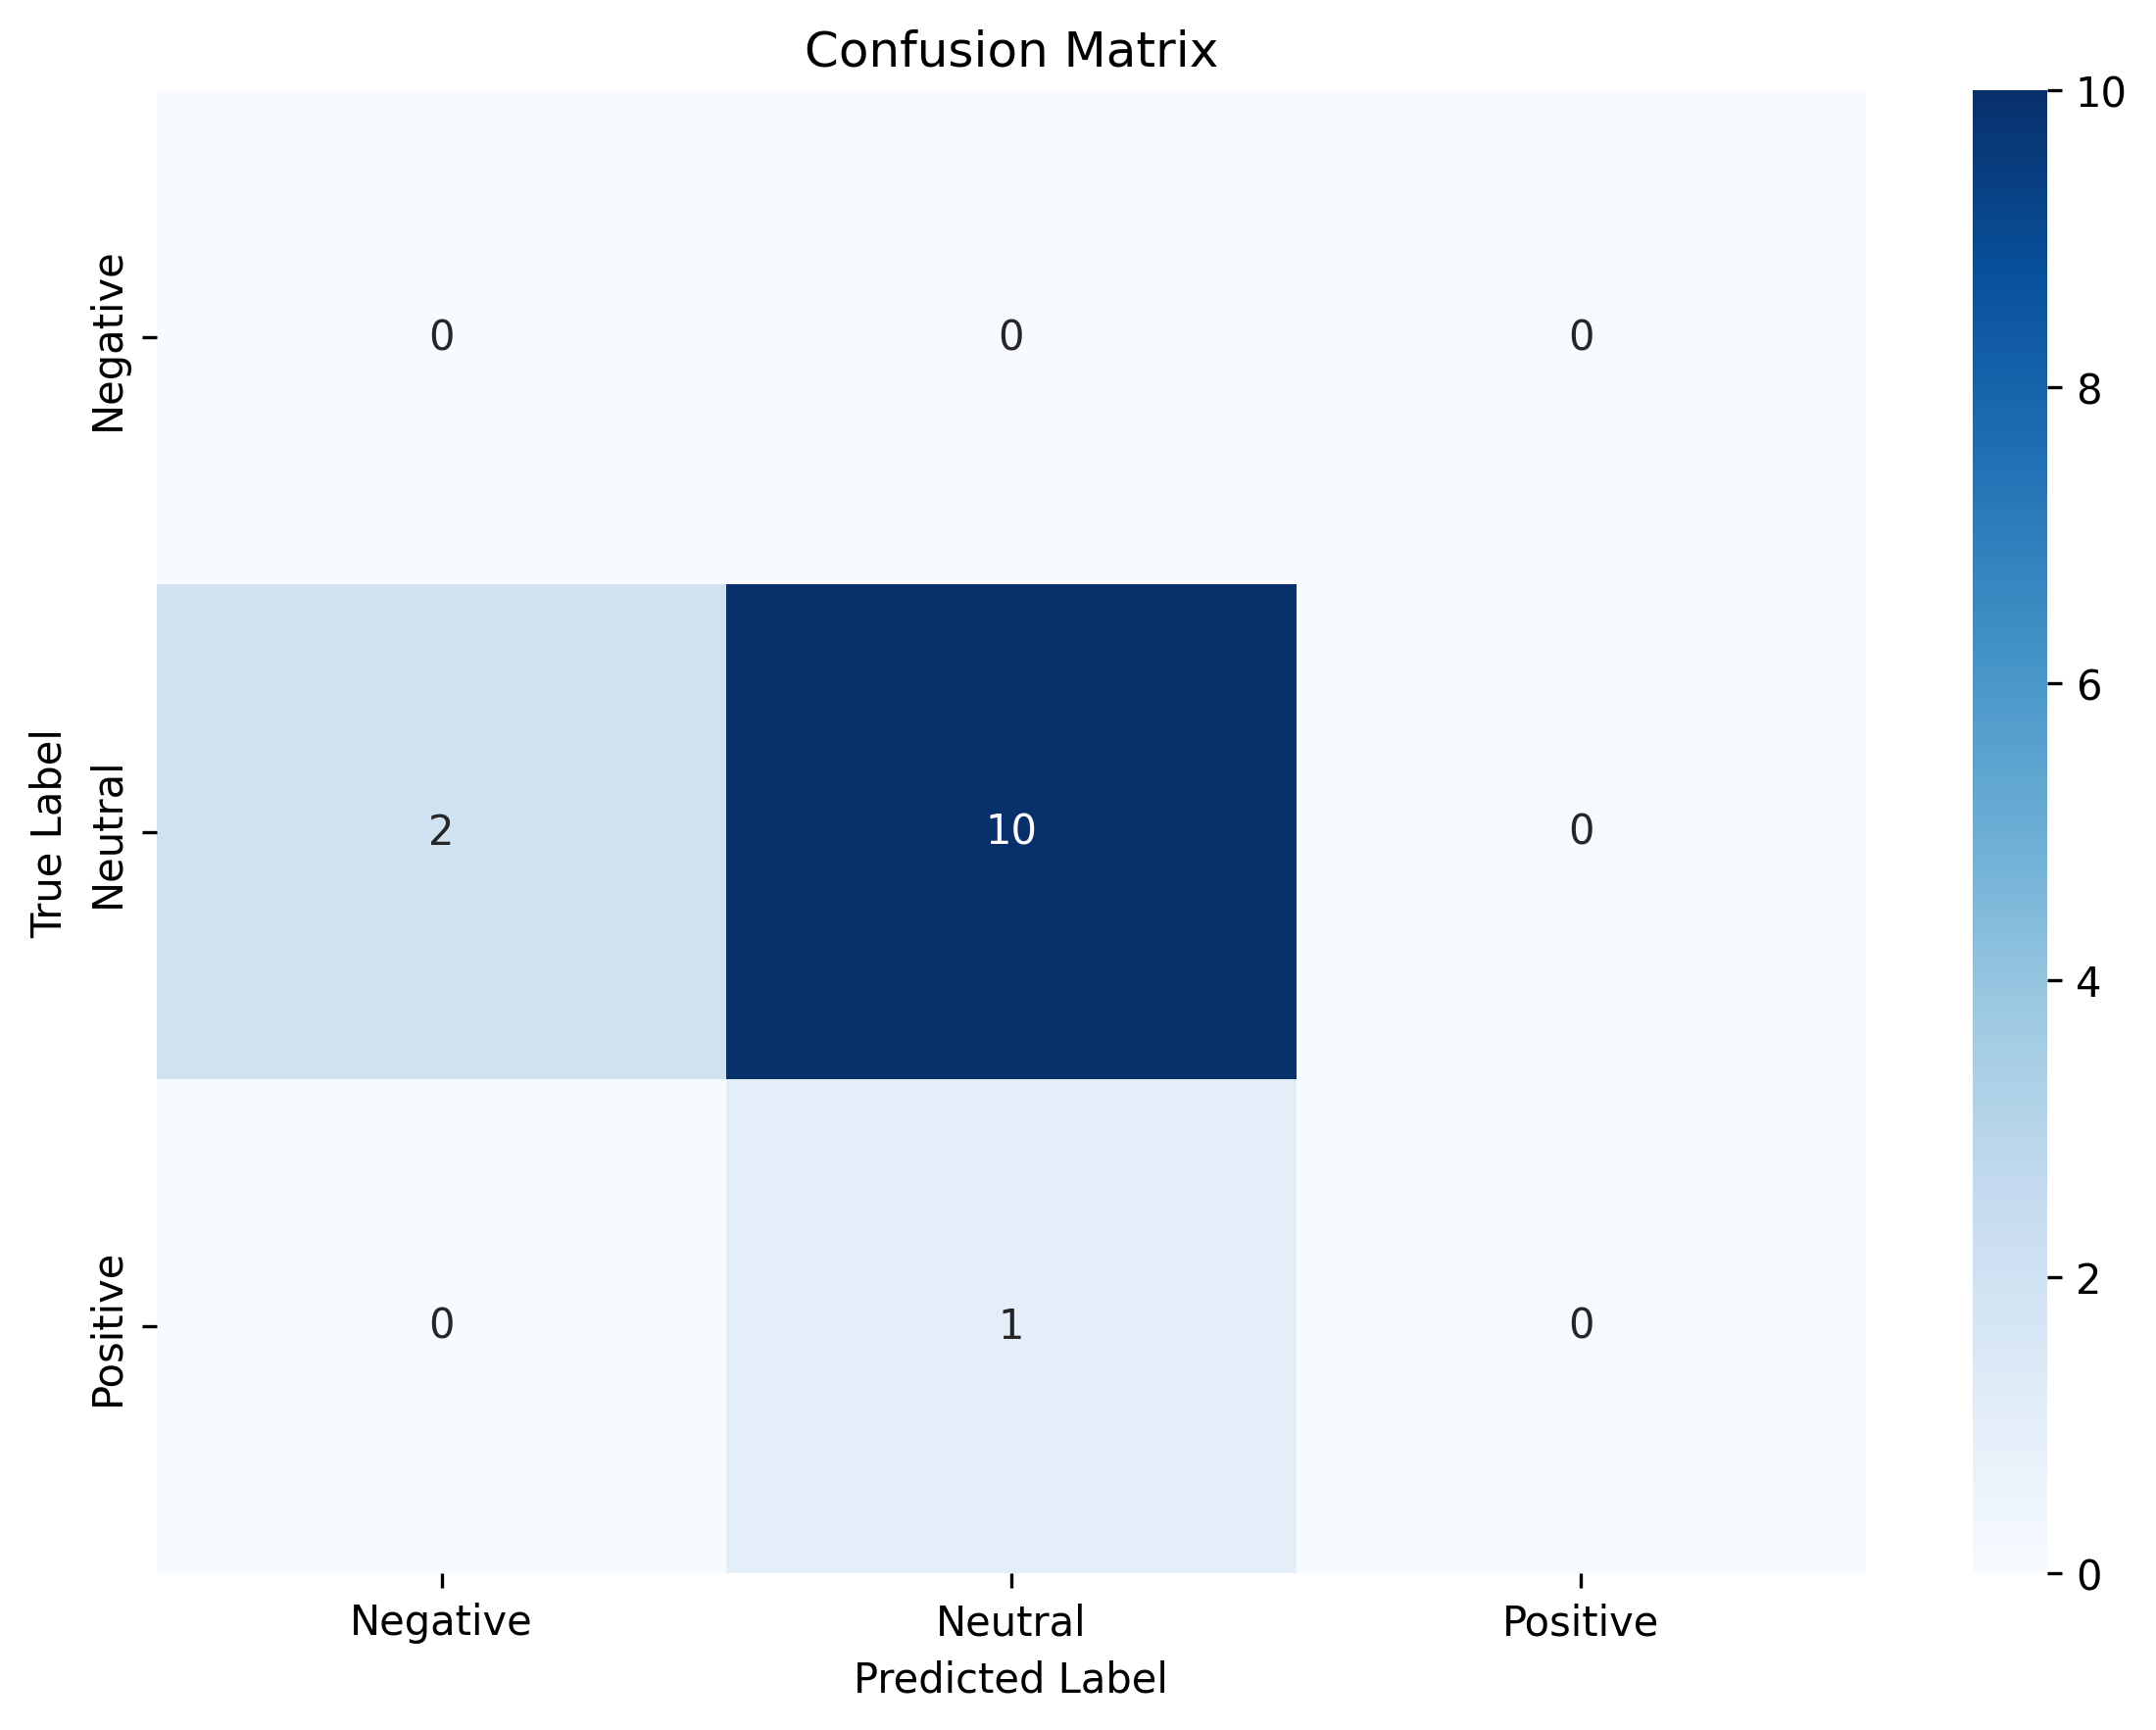 Confusion Matrix
True Label
Negative
0 0 0
Neutral
2 10 0
Positive
0 1 0
Negative Neutral Positive
Predicted Label
10
8
6
4
2
0